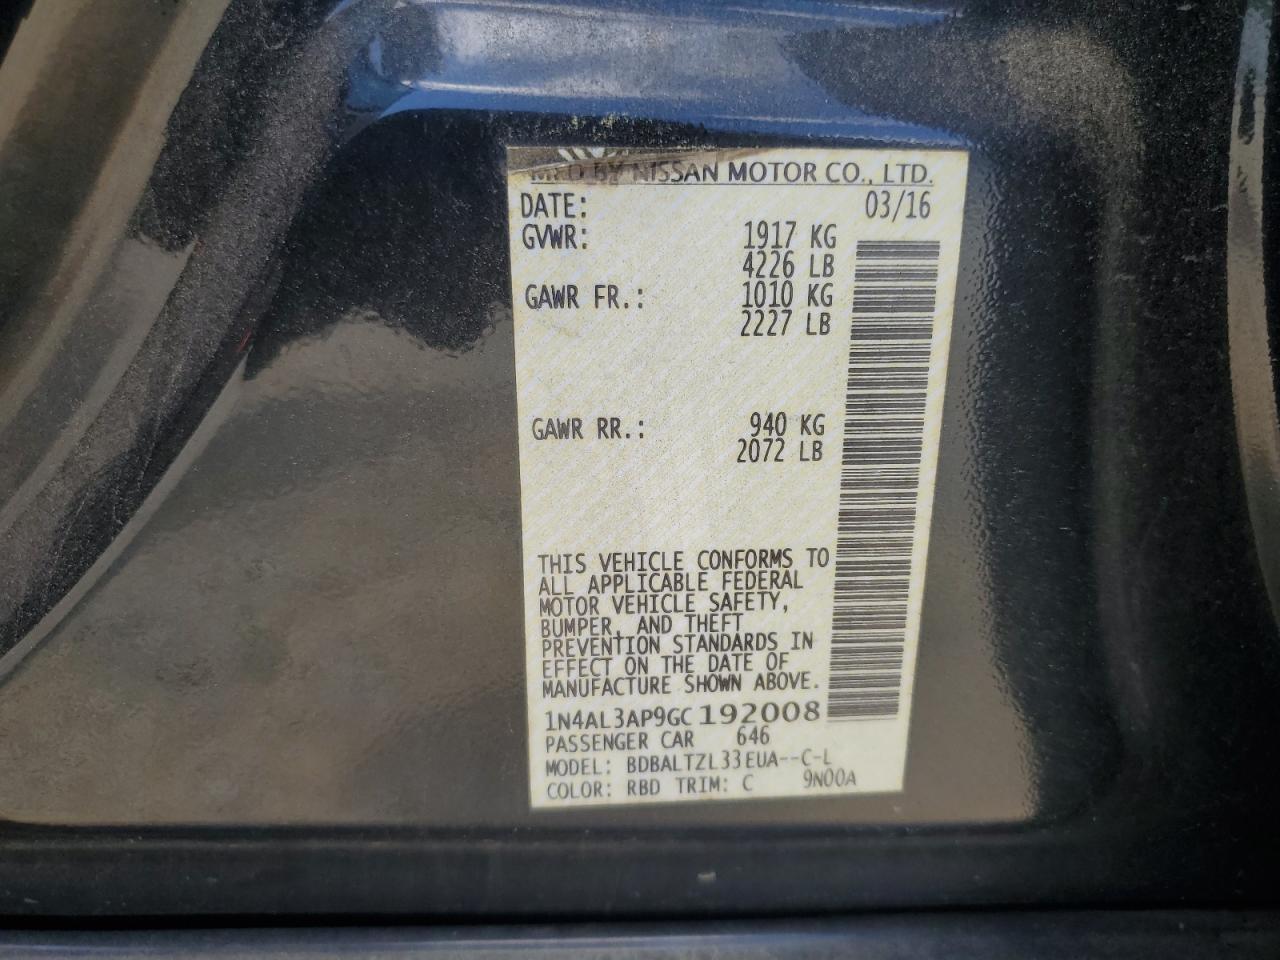 MFD BY NISSAN MOTOR CO., LTD.
DATE: 03/16
GVWR: 1917 KG
4226 LB
GAWR FR.: 1010 KG
2227 LB
GAWR RR.: 940 KG
2072 LB
THIS VEHICLE CONFORMS TO
ALL APPLICABLE FEDERAL
MOTOR VEHICLE SAFETY,
BUMPER, AND THEFT
PREVENTION STANDARDS IN
EFFECT ON THE DATE OF
MANUFACTURE SHOWN ABOVE.
1N4AL3AP9GC192008
PASSENGER CAR 646
MODEL: BDBALTZL33EUA--C-L
COLOR: RBD TRIM: C 9N00A